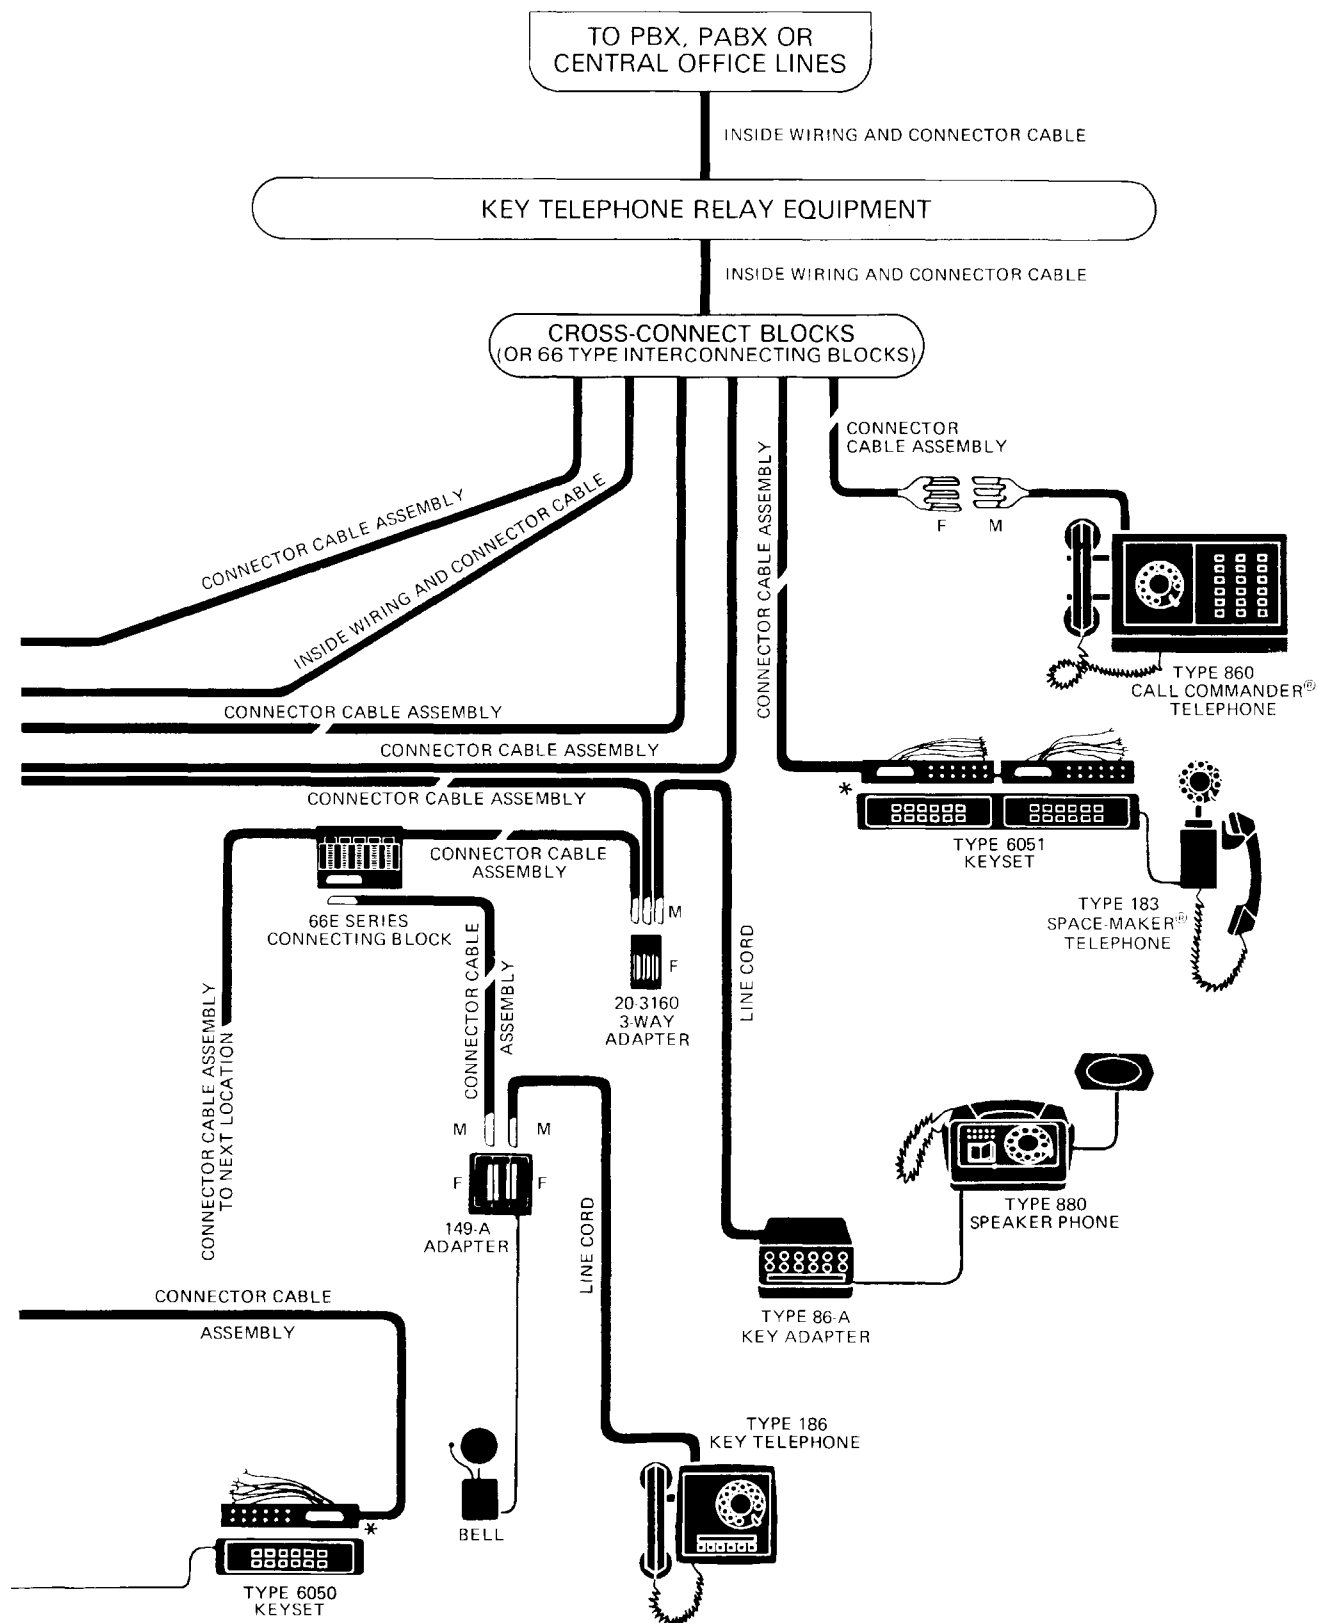 TO PBX, PABX OR
CENTRAL OFFICE LINES
INSIDE WIRING AND CONNECTOR CABLE
KEY TELEPHONE RELAY EQUIPMENT
INSIDE WIRING AND CONNECTOR CABLE
CROSS-CONNECT BLOCKS
(OR 66 TYPE INTERCONNECTING BLOCKS)
CONNECTOR
CABLE ASSEMBLY
F M
CONNECTOR CABLE ASSEMBLY
INSIDE WIRING AND CONNECTOR CABLE
CONNECTOR CABLE ASSEMBLY
TYPE 860
CALL COMMANDER®
TELEPHONE
CONNECTOR CABLE ASSEMBLY
CONNECTOR CABLE ASSEMBLY
CONNECTOR CABLE ASSEMBLY
*
TYPE 6051
KEYSET
TYPE 183
SPACE-MAKER®
TELEPHONE
CONNECTOR CABLE
ASSEMBLY
66E SERIES
CONNECTING BLOCK
M
F
20-3160
3-WAY
ADAPTER
LINE CORD
CONNECTOR CABLE
ASSEMBLY
CONNECTOR CABLE ASSEMBLY
TO NEXT LOCATION
M M
F F
149-A
ADAPTER
LINE CORD
TYPE 880
SPEAKER PHONE
TYPE 86-A
KEY ADAPTER
CONNECTOR CABLE
ASSEMBLY
TYPE 186
KEY TELEPHONE
BELL
*
TYPE 6050
KEYSET